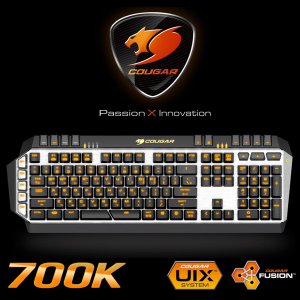 COUGAR
Passion X Innovation
COUGAR
700K
COUGAR
UIX
SYSTEM
COUGAR
FUSION